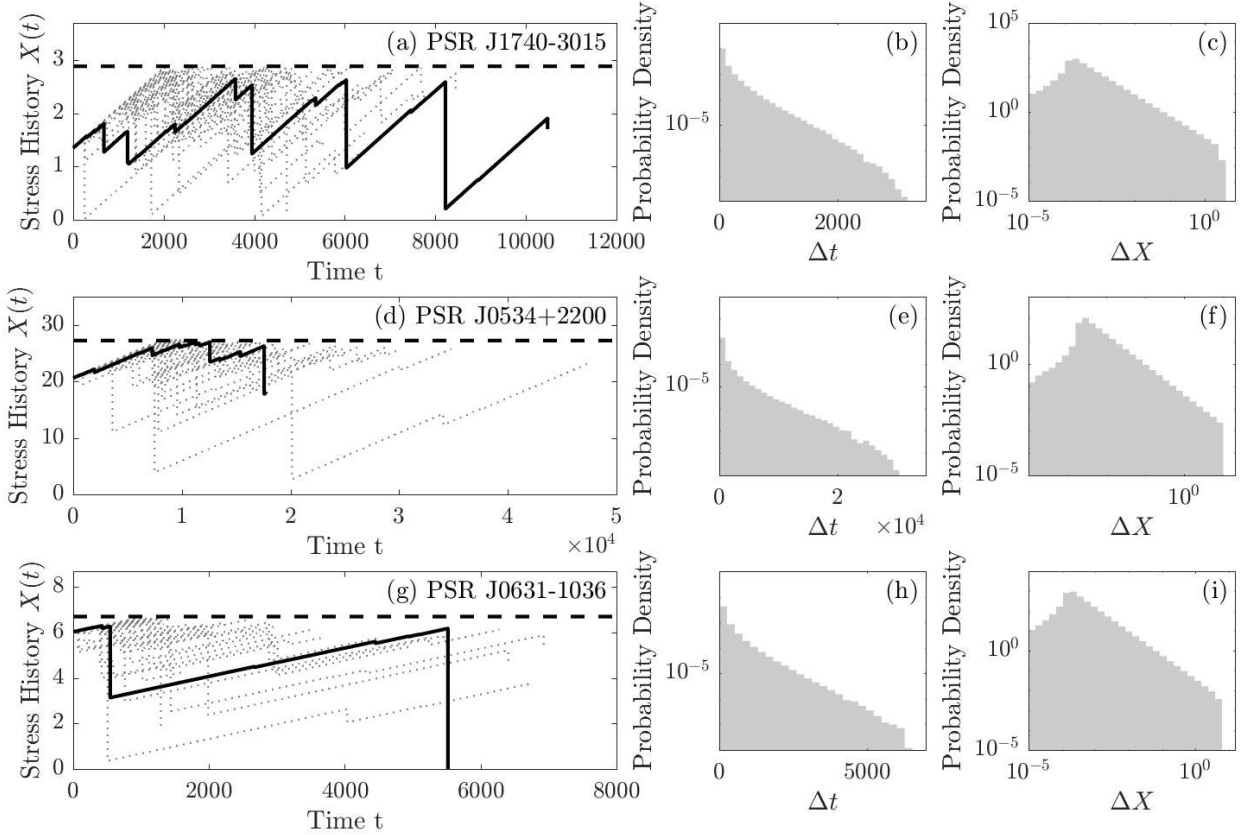 (a) PSR J1740-3015
Stress History X(t)
3
2
1
0
0 2000 4000 6000 8000 10000 12000
Time t
(b)
Probability Density
10^-5
0 2000
Δt
(c)
Probability Density
10^5
10^0
10^-5
10^-5 10^0
ΔX
(d) PSR J0534+2200
Stress History X(t)
30
20
10
0
0 1 2 3 4 5
Time t
×10^4
(e)
Probability Density
10^-5
0 2
Δt ×10^4
(f)
Probability Density
10^0
10^-5
10^0
ΔX
(g) PSR J0631-1036
Stress History X(t)
8
6
4
2
0
0 2000 4000 6000 8000
Time t
(h)
Probability Density
10^-5
0 5000
Δt
(i)
Probability Density
10^0
10^-5
10^-5 10^0
ΔX